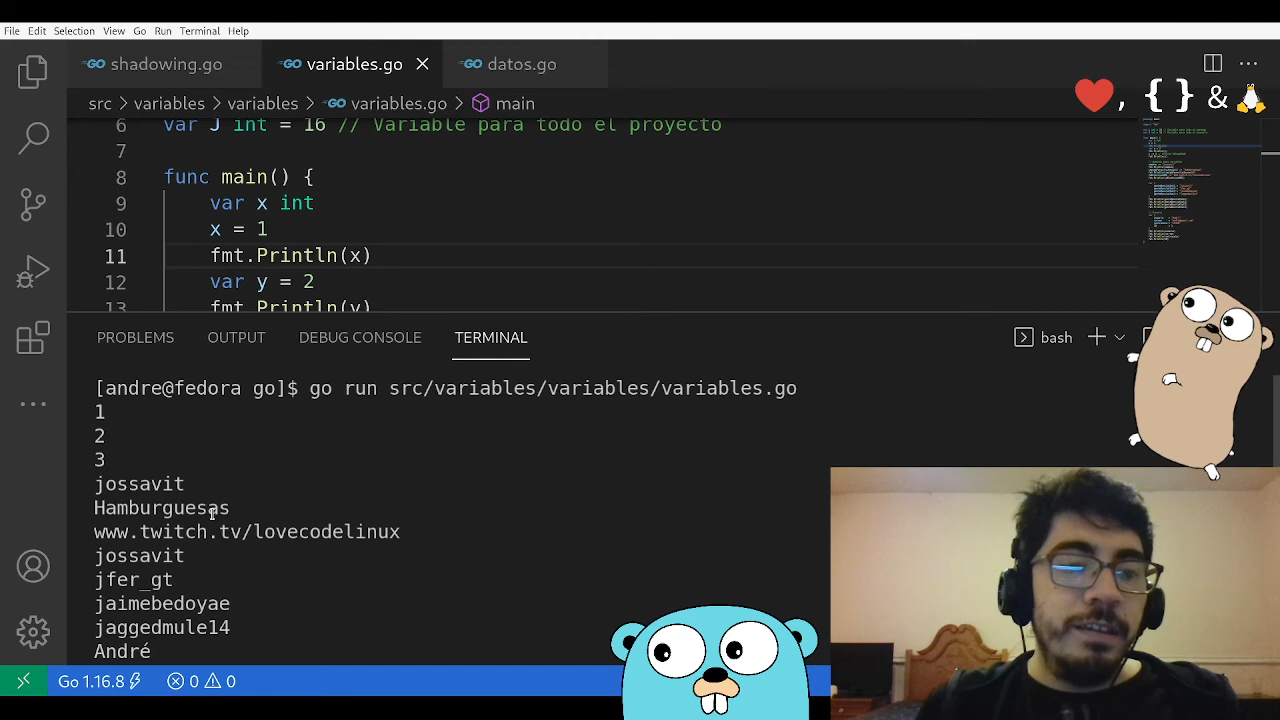 File Edit Selection View Go Run Terminal Help
shadowing.go variables.go datos.go
src > variables > variables > variables.go > main
, { } &
6 var J int = 16 // Variable para todo el proyecto
7
8 func main() {
9 var x int
10 x = 1
11 fmt.Println(x)
12 var y = 2
13 fmt.Println(y)
PROBLEMS OUTPUT DEBUG CONSOLE TERMINAL bash
[andre@fedora go]$ go run src/variables/variables/variables.go
1
2
3
jossavit
Hamburguesas
www.twitch.tv/lovecodelinux
jossavit
jfer_gt
jaimebedoyae
jaggedmule14
André
Go 1.16.8 0 0